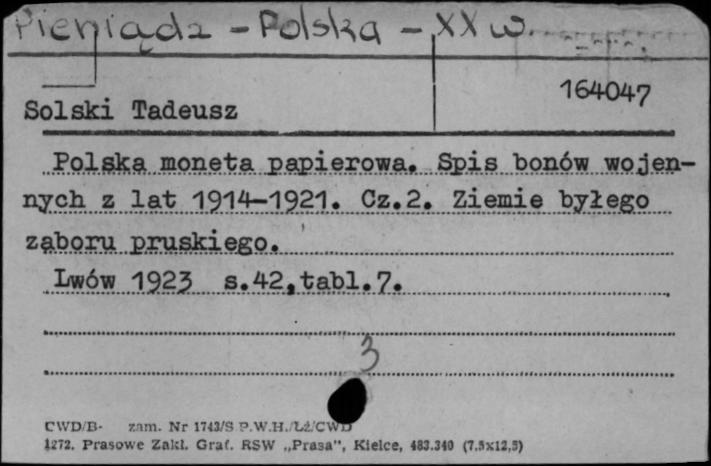 Pieniądz - Polska - XX w.
164047
Solski Tadeusz
Polska moneta papierowa. Spis bonów wojen-
nych z lat 1914-1921. Cz.2. Ziemie byłego
zaboru pruskiego.
Lwów 1923 s.42,tabl.7.
3
CWD/B- zam. Nr 1743/S P.W.H./Łż/CWD
1272. Prasowe Zakł. Graf. RSW „Prasa", Kielce, 483.340 (7,5x12,5)